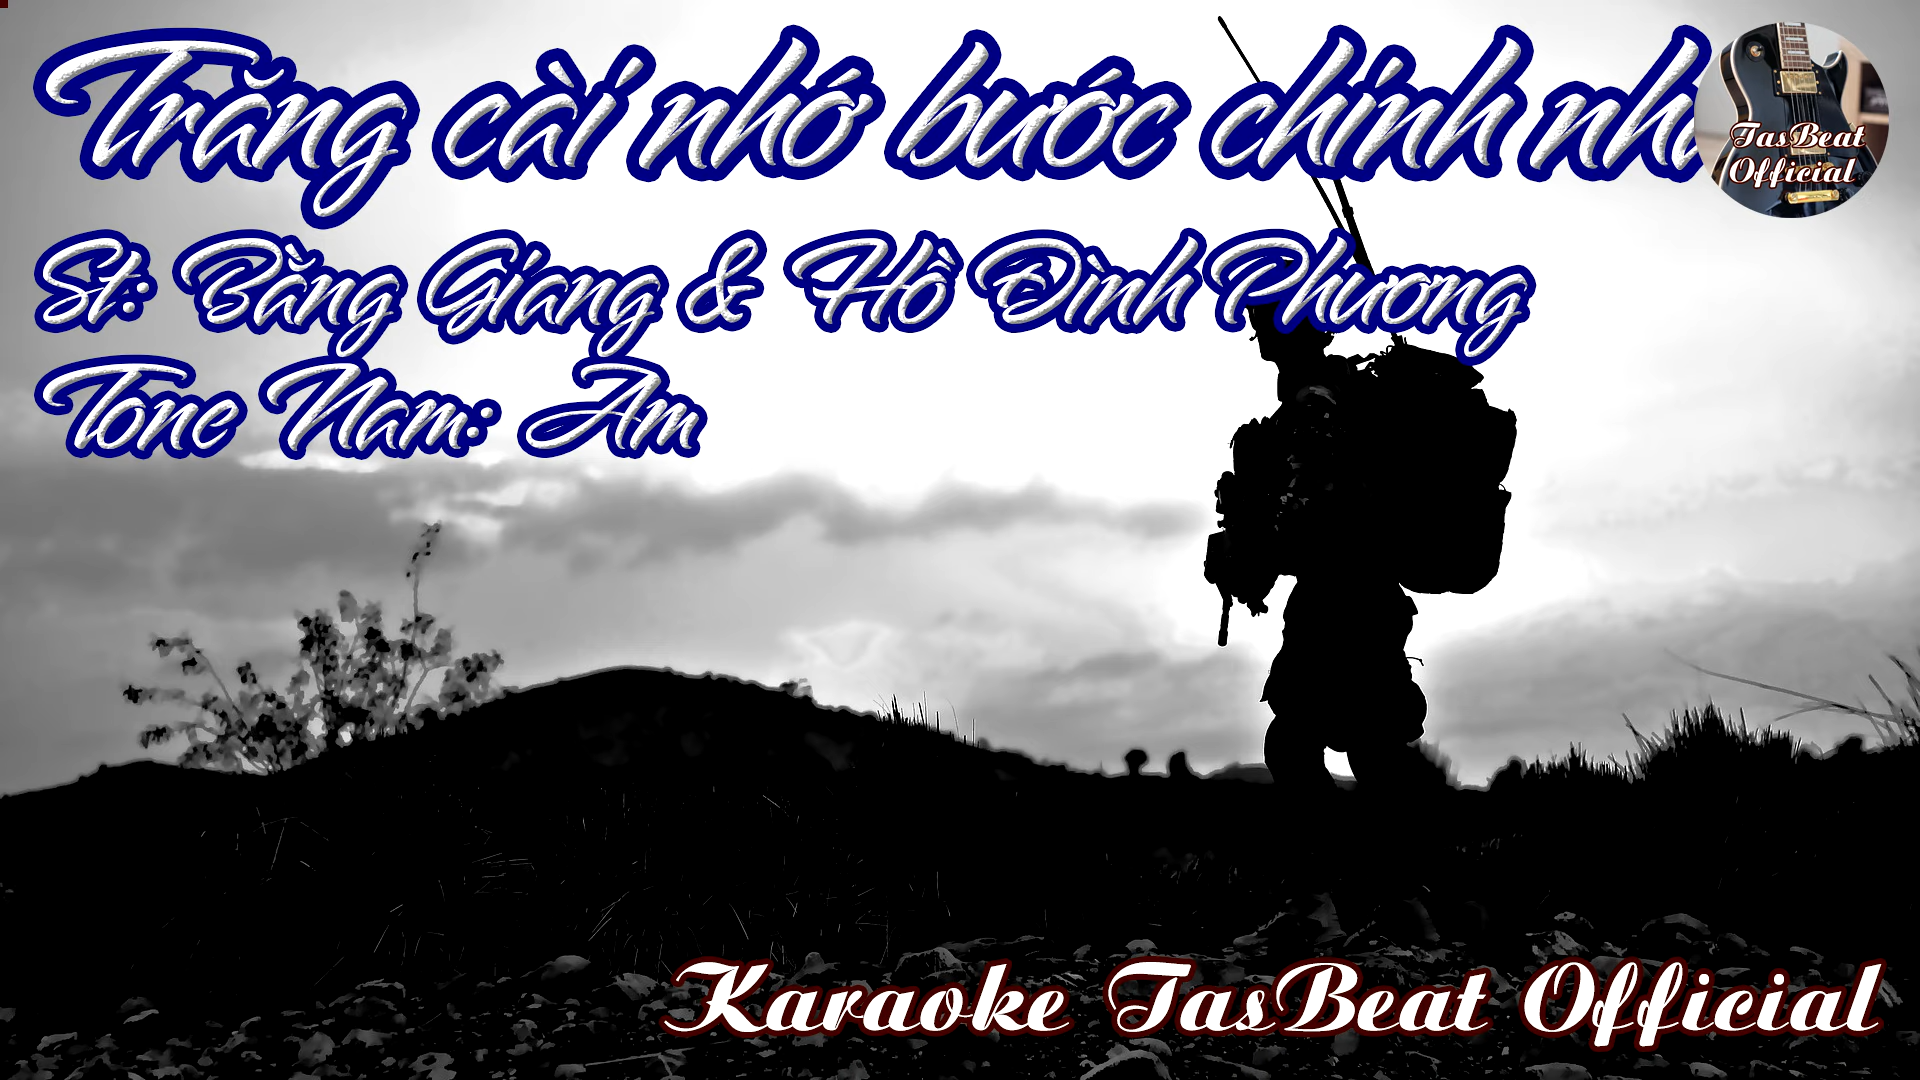 Trăng cài nhớ bước chinh nh
TasBeat
Official
St: Bằng Giang & Hồ Đình Phương
Tone Nam: Am
Karaoke TasBeat Official